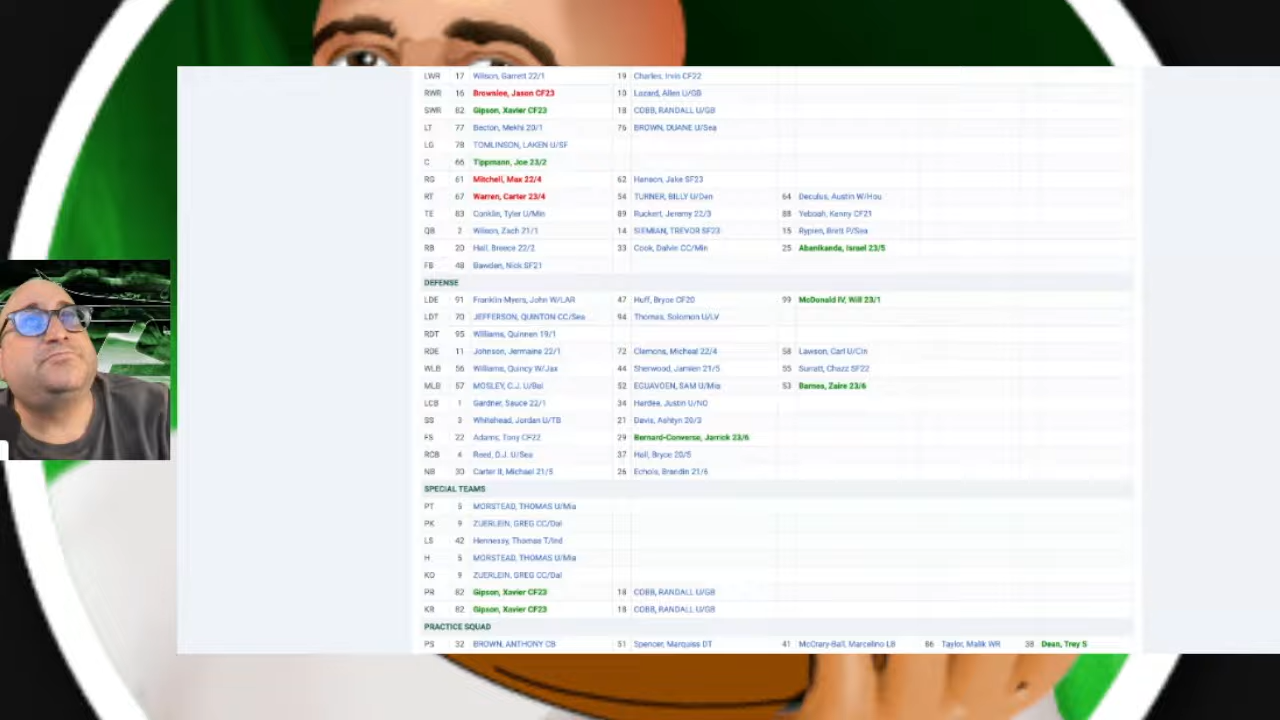 LWR 17 Wilson, Garrett 22/1 19 Charles, Irvin CF22
RWR 16 Brownlee, Jason CF23 10 Lazard, Allen U/GB
SWR 82 Gipson, Xavier CF23 18 COBB, RANDALL U/GB
LT 77 Becton, Mekhi 20/1 76 BROWN, DUANE U/Sea
LG 78 TOMLINSON, LAKEN U/SF
C 66 Tippmann, Joe 23/2
RG 61 Mitchell, Max 22/4 62 Hanson, Jake SF23
RT 67 Warren, Carter 23/4 54 TURNER, BILLY U/Den 64 Deculus, Austin W/Hou
TE 83 Conklin, Tyler U/Min 89 Ruckert, Jeremy 22/3 88 Yeboah, Kenny CF21
QB 2 Wilson, Zach 21/1 14 SIEMIAN, TREVOR SF23 15 Rypien, Brett P/Sea
RB 20 Hall, Breece 22/2 33 Cook, Dalvin CC/Min 25 Abanikanda, Israel 23/5
FB 48 Bawden, Nick SF21
DEFENSE
LDE 91 Franklin-Myers, John W/LAR 47 Huff, Bryce CF20 99 McDonald IV, Will 23/1
LDT 70 JEFFERSON, QUINTON CC/Sea 94 Thomas, Solomon U/LV
RDT 95 Williams, Quinnen 19/1
RDE 11 Johnson, Jermaine 22/1 72 Clemons, Micheal 22/4 58 Lawson, Carl U/Cin
WLB 56 Williams, Quincy W/Jax 44 Sherwood, Jamien 21/5 55 Surratt, Chazz SF22
MLB 57 MOSLEY, C.J. U/Bal 52 EGUAVOEN, SAM U/Mia 53 Barnes, Zaire 23/6
LCB 1 Gardner, Sauce 22/1 34 Hardee, Justin U/NO
SS 3 Whitehead, Jordan U/TB 21 Davis, Ashtyn 20/3
FS 22 Adams, Tony CF22 29 Bernard-Converse, Jarrick 23/6
RCB 4 Reed, D.J. U/Sea 37 Hall, Bryce 20/5
NB 30 Carter II, Michael 21/5 26 Echols, Brandin 21/6
SPECIAL TEAMS
PT 5 MORSTEAD, THOMAS U/Mia
PK 9 ZUERLEIN, GREG CC/Dal
LS 42 Hennessy, Thomas T/Ind
H 5 MORSTEAD, THOMAS U/Mia
KO 9 ZUERLEIN, GREG CC/Dal
PR 82 Gipson, Xavier CF23 18 COBB, RANDALL U/GB
KR 82 Gipson, Xavier CF23 18 COBB, RANDALL U/GB
PRACTICE SQUAD
PS 32 BROWN, ANTHONY CB 51 Spencer, Marquiss DT 41 McCrary-Ball, Marcelino LB 86 Taylor, Malik WR 38 Dean, Trey S